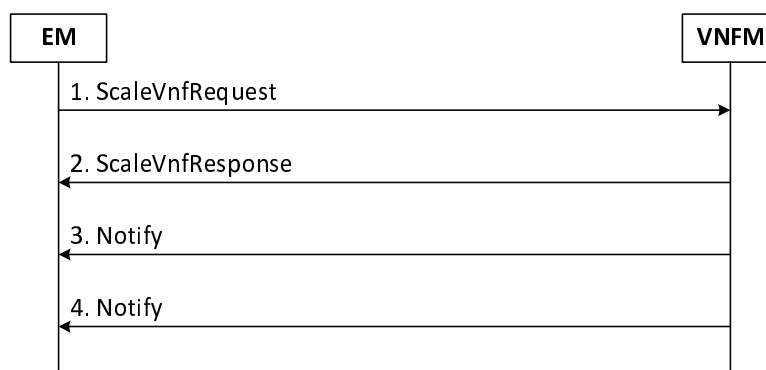 EM
VNFM
1. ScaleVnfRequest
2. ScaleVnfResponse
3. Notify
4. Notify